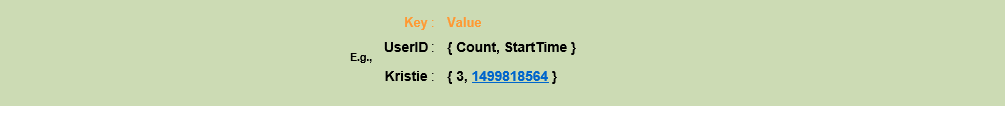 Key : Value
UserID : { Count, StartTime }
E.g.,
Kristie : { 3, 1499818564 }